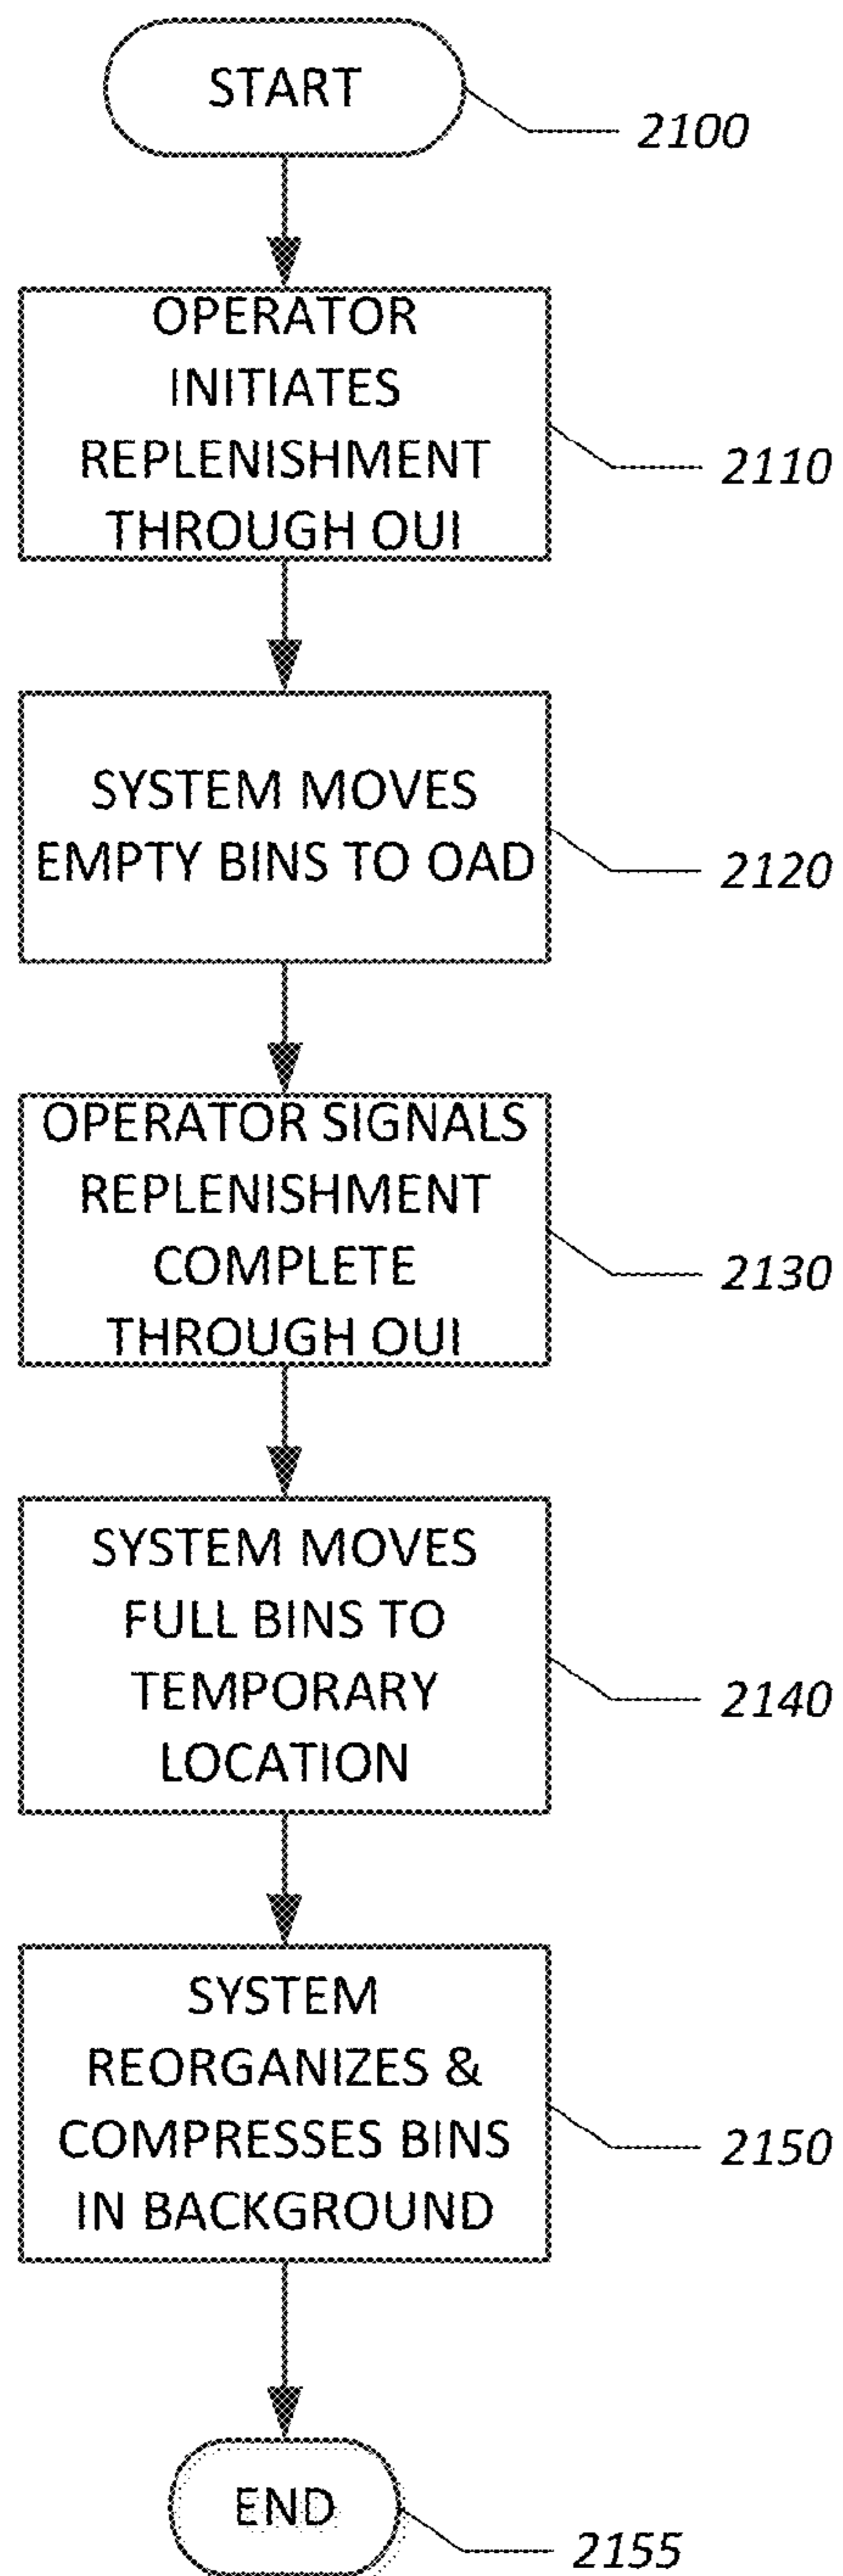 START
2100
OPERATOR
INITIATES
REPLENISHMENT
THROUGH OUI
2110
SYSTEM MOVES
EMPTY BINS TO OAD
2120
OPERATOR SIGNALS
REPLENISHMENT
COMPLETE
THROUGH OUI
2130
SYSTEM MOVES
FULL BINS TO
TEMPORARY
LOCATION
2140
SYSTEM
REORGANIZES &
COMPRESSES BINS
IN BACKGROUND
2150
END
2155